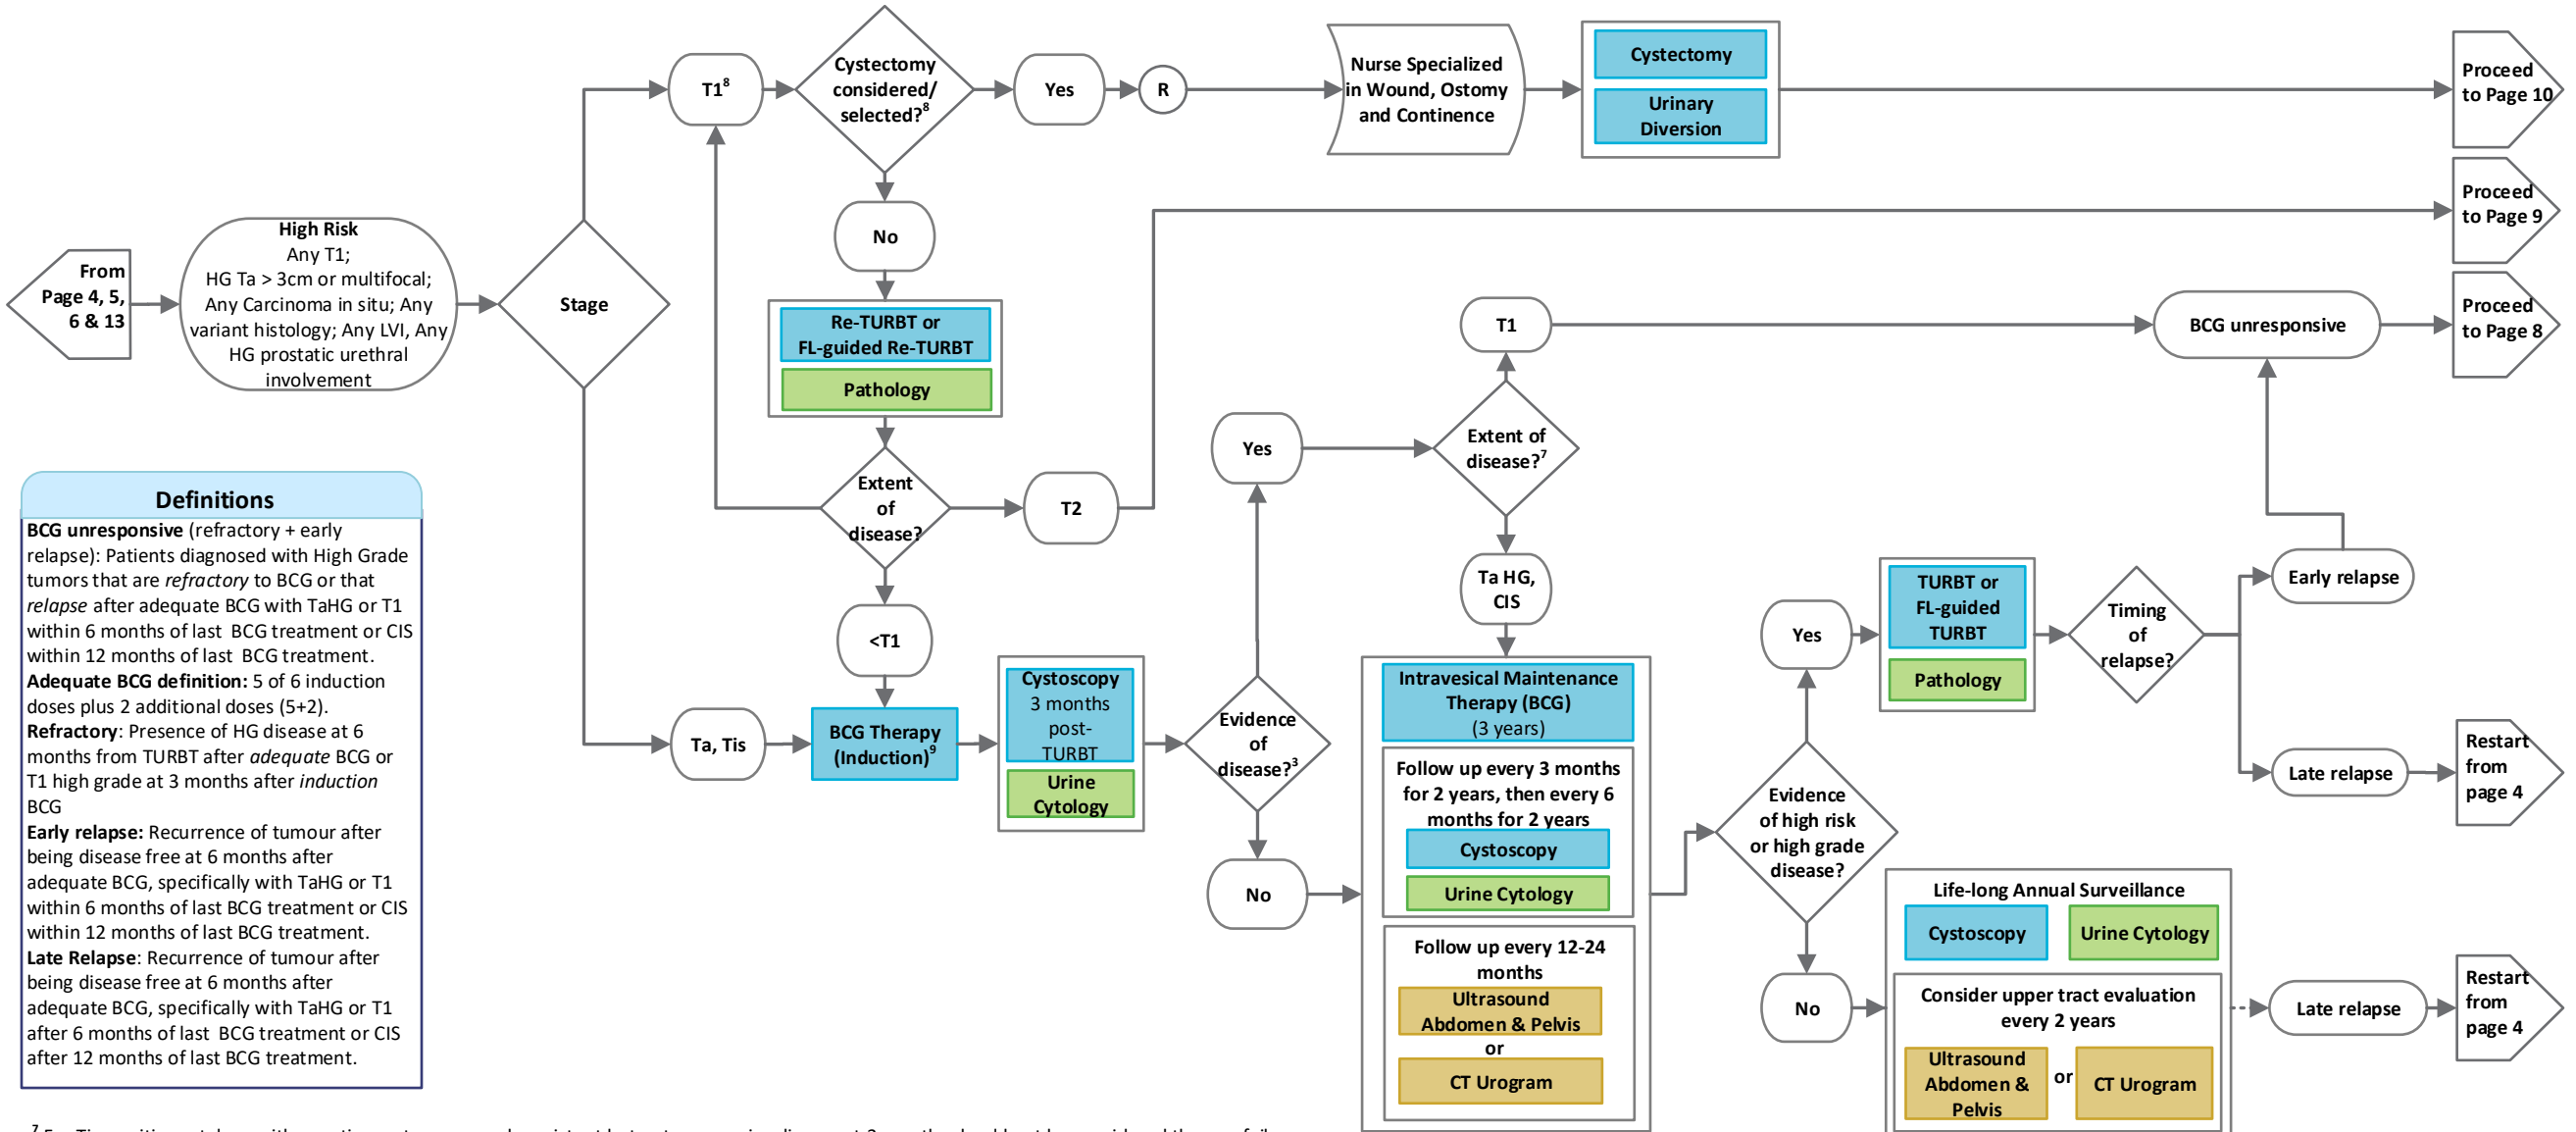 From
Page 4, 5,
6 & 13
High Risk
Any T1;
HG Ta > 3cm or multifocal;
Any Carcinoma in situ; Any
variant histology; Any LVI, Any
HG prostatic urethral
involvement
Stage
T1⁸
Cystectomy
considered/
selected?⁸
Yes
R
Nurse Specialized
in Wound, Ostomy
and Continence
Cystectomy
Urinary
Diversion
Proceed
to Page 10
No
Re-TURBT or
FL-guided Re-TURBT
Pathology
Extent
of
disease?
T2
Proceed
to Page 9
<T1
Ta, Tis
BCG Therapy
(Induction)⁹
Cystoscopy
3 months
post-
TURBT
Urine
Cytology
Evidence
of
disease?³
Yes
Extent of
disease?⁷
T1
BCG unresponsive
Proceed
to Page 8
Ta HG,
CIS
No
Intravesical Maintenance
Therapy (BCG)
(3 years)
Follow up every 3 months
for 2 years, then every 6
months for 2 years
Cystoscopy
Urine Cytology
Follow up every 12-24
months
Ultrasound
Abdomen & Pelvis
or
CT Urogram
Evidence
of high risk
or high grade
disease?
Yes
TURBT or
FL-guided
TURBT
Pathology
Timing
of
relapse?
Early relapse
Late relapse
Restart
from
page 4
No
Life-long Annual Surveillance
Cystoscopy
Urine Cytology
Consider upper tract evaluation
every 2 years
Ultrasound
Abdomen &
Pelvis
or
CT Urogram
Late relapse
Restart
from
page 4
Definitions
BCG unresponsive (refractory + early
relapse): Patients diagnosed with High Grade
tumors that are refractory to BCG or that
relapse after adequate BCG with TaHG or T1
within 6 months of last BCG treatment or CIS
within 12 months of last BCG treatment.
Adequate BCG definition: 5 of 6 induction
doses plus 2 additional doses (5+2).
Refractory: Presence of HG disease at 6
months from TURBT after adequate BCG or
T1 high grade at 3 months after induction
BCG
Early relapse: Recurrence of tumour after
being disease free at 6 months after
adequate BCG, specifically with TaHG or T1
within 6 months of last BCG treatment or CIS
within 12 months of last BCG treatment.
Late Relapse: Recurrence of tumour after
being disease free at 6 months after
adequate BCG, specifically with TaHG or T1
after 6 months of last BCG treatment or CIS
after 12 months of last BCG treatment.